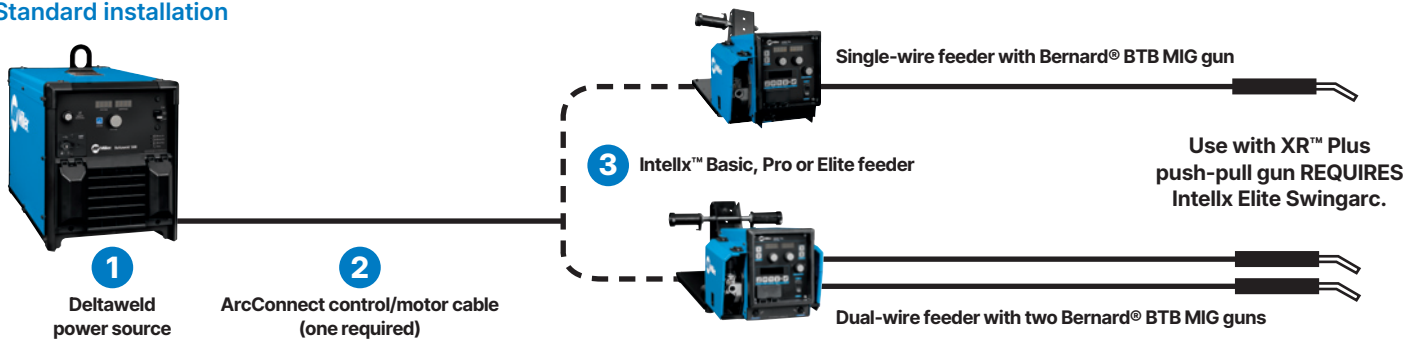 Standard installation
Single-wire feeder with Bernard® BTB MIG gun
Use with XR™ Plus
push-pull gun REQUIRES
Intellx Elite Swingarc.
3 Intellx™ Basic, Pro or Elite feeder
1
Deltaweld
power source
2
ArcConnect control/motor cable
(one required)
Dual-wire feeder with two Bernard® BTB MIG guns
Miller